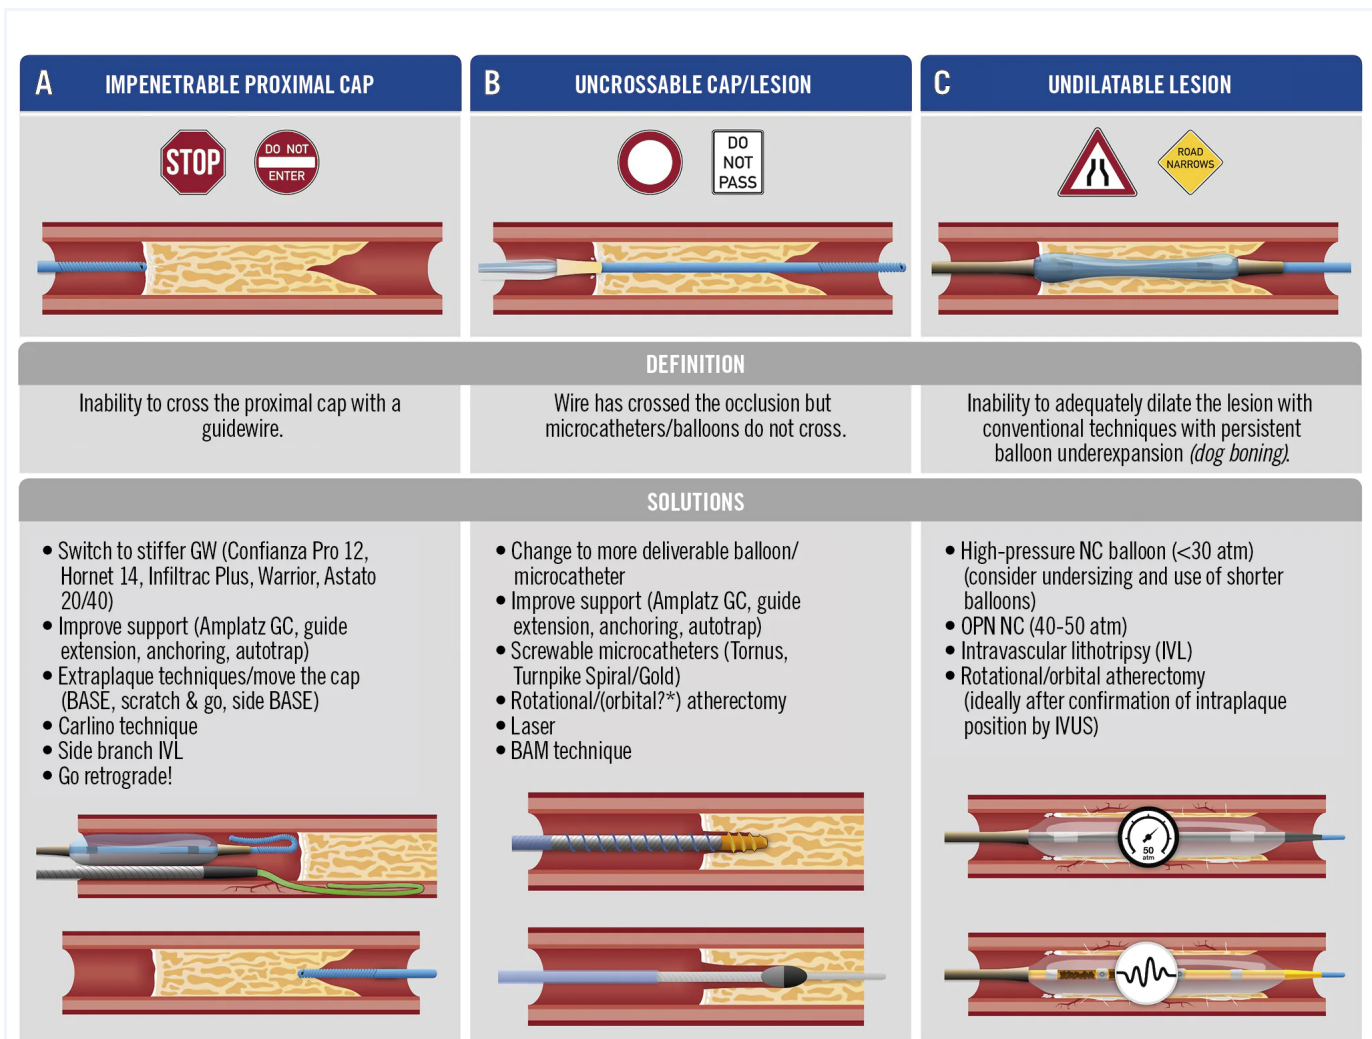 A IMPENETRABLE PROXIMAL CAP
STOP
DO NOT
ENTER
DEFINITION
Inability to cross the proximal cap with a
guidewire.
SOLUTIONS
• Switch to stiffer GW (Confianza Pro 12,
Hornet 14, Infiltrac Plus, Warrior, Astato
20/40)
• Improve support (Amplatz GC, guide
extension, anchoring, autotrap)
• Extraplaque techniques/move the cap
(BASE, scratch & go, side BASE)
• Carlino technique
• Side branch IVL
• Go retrograde!
B UNCROSSABLE CAP/LESION
DO
NOT
PASS
Wire has crossed the occlusion but
microcatheters/balloons do not cross.
• Change to more deliverable balloon/
microcatheter
• Improve support (Amplatz GC, guide
extension, anchoring, autotrap)
• Screwable microcatheters (Tornus,
Turnpike Spiral/Gold)
• Rotational/(orbital?*) atherectomy
• Laser
• BAM technique
C UNDILATABLE LESION
ROAD
NARROWS
Inability to adequately dilate the lesion with
conventional techniques with persistent
balloon underexpansion (dog boning).
• High-pressure NC balloon (<30 atm)
(consider undersizing and use of shorter
balloons)
• OPN NC (40-50 atm)
• Intravascular lithotripsy (IVL)
• Rotational/orbital atherectomy
(ideally after confirmation of intraplaque
position by IVUS)
50
atm